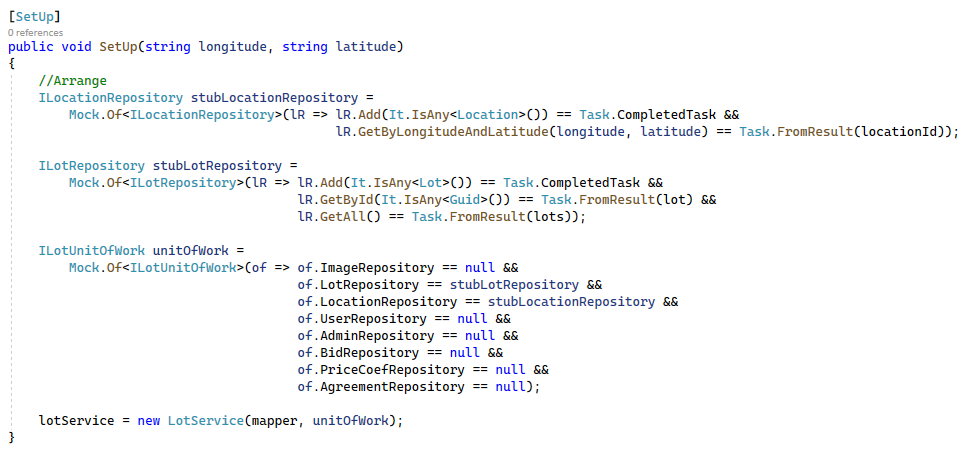 [SetUp]
0 references
public void SetUp(string longitude, string latitude)
{
    //Arrange
    ILocationRepository stubLocationRepository =
        Mock.Of<ILocationRepository>(lR => lR.Add(It.IsAny<Location>()) == Task.CompletedTask &&
                                           lR.GetByLongitudeAndLatitude(longitude, latitude) == Task.FromResult(locationId));

    ILotRepository stubLotRepository =
        Mock.Of<ILotRepository>(lR => lR.Add(It.IsAny<Lot>()) == Task.CompletedTask &&
                                      lR.GetById(It.IsAny<Guid>()) == Task.FromResult(lot) &&
                                      lR.GetAll() == Task.FromResult(lots));

    ILotUnitOfWork unitOfWork =
        Mock.Of<ILotUnitOfWork>(of => of.ImageRepository == null &&
                                      of.LotRepository == stubLotRepository &&
                                      of.LocationRepository == stubLocationRepository &&
                                      of.UserRepository == null &&
                                      of.AdminRepository == null &&
                                      of.BidRepository == null &&
                                      of.PriceCoefRepository == null &&
                                      of.AgreementRepository == null);

    lotService = new LotService(mapper, unitOfWork);
}